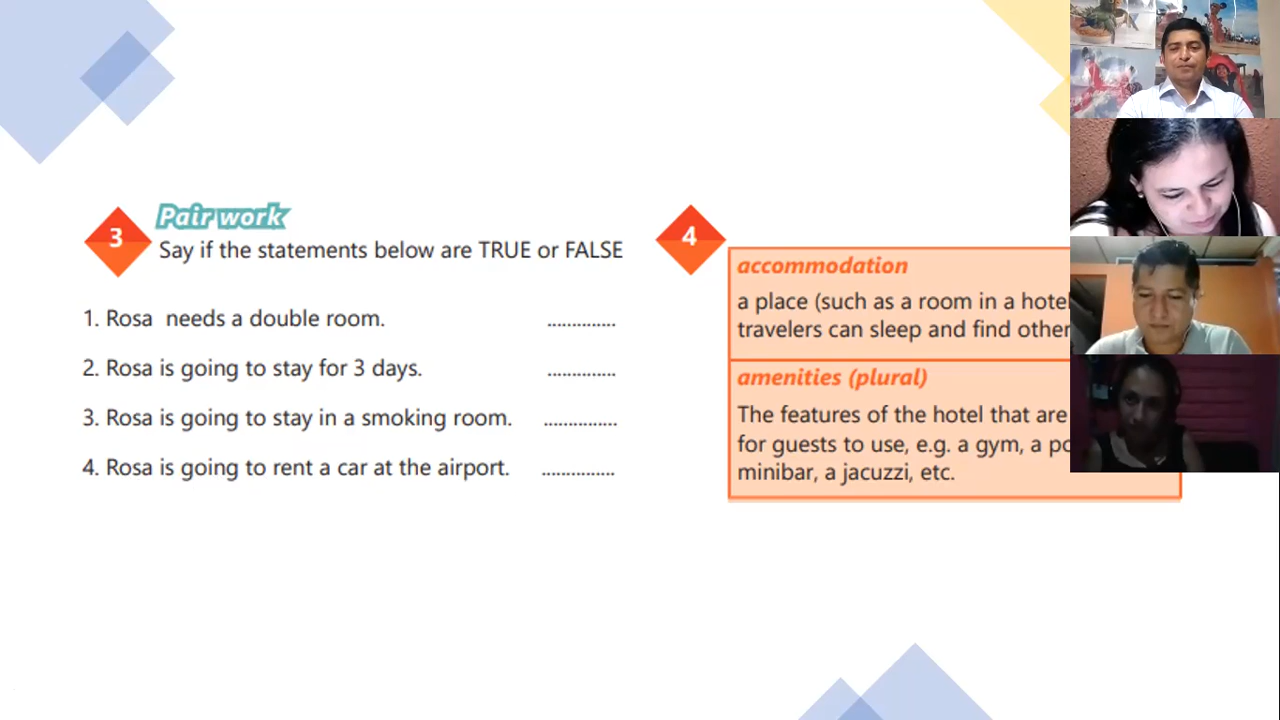 3
Pair work
Say if the statements below are TRUE or FALSE
1. Rosa  needs a double room. ..............
2. Rosa is going to stay for 3 days. ..............
3. Rosa is going to stay in a smoking room. ...............
4. Rosa is going to rent a car at the airport. ...............
4
accommodation
a place (such as a room in a hotel
travelers can sleep and find other
amenities (plural)
The features of the hotel that are
for guests to use, e.g. a gym, a
minibar, a jacuzzi, etc.